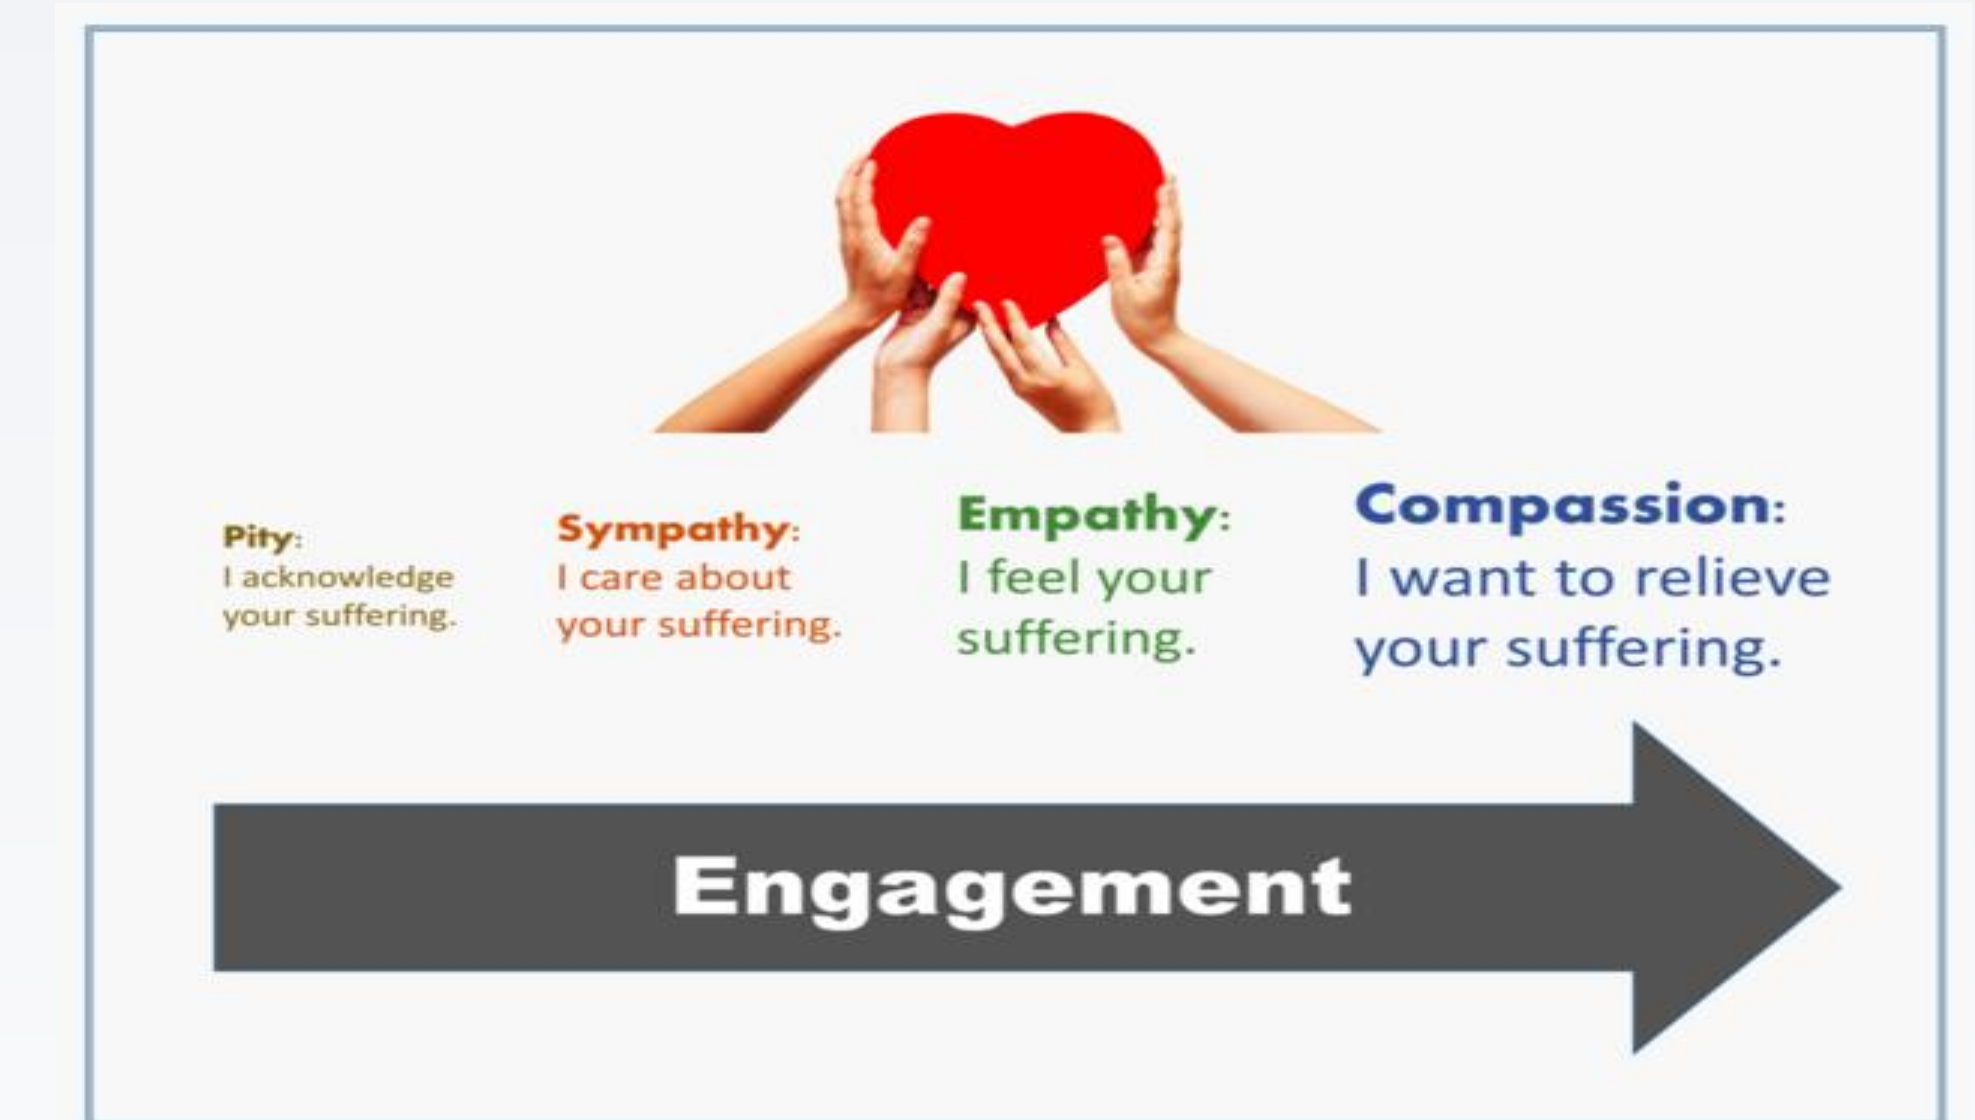 Pity:
I acknowledge
your suffering.
Sympathy:
I care about
your suffering.
Empathy:
I feel your
suffering.
Compassion:
I want to relieve
your suffering.
Engagement